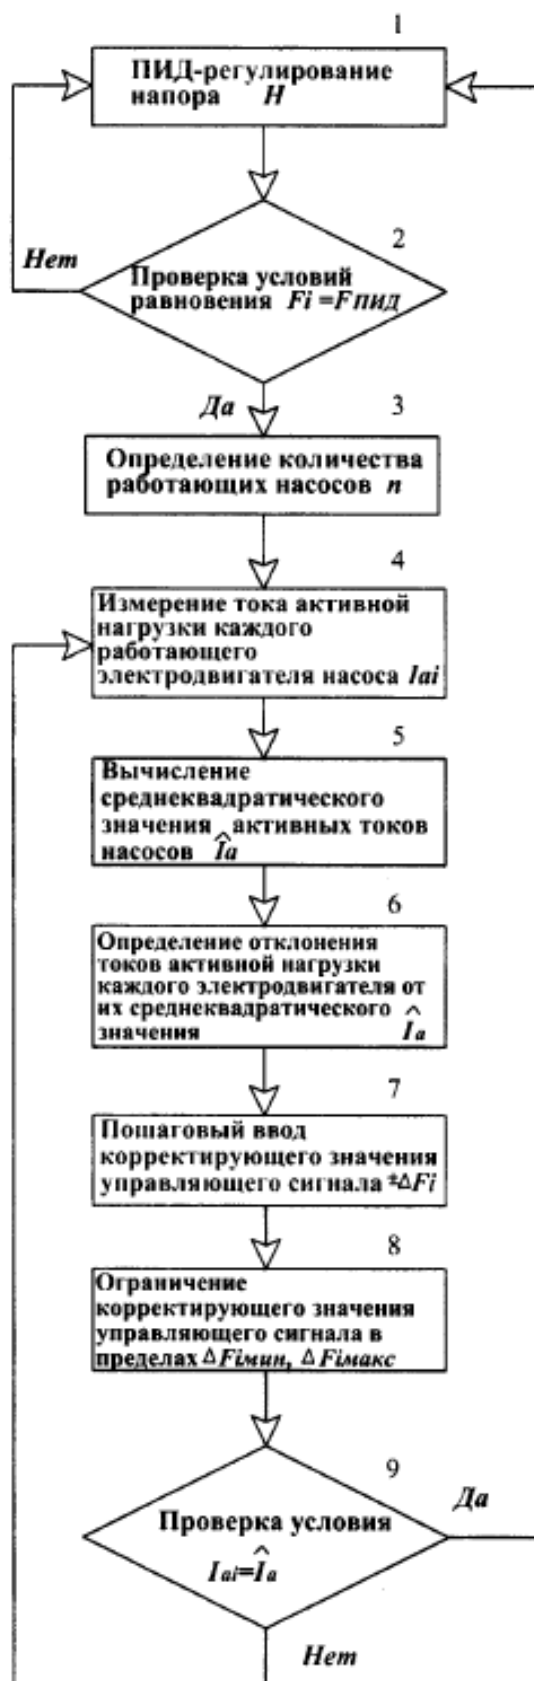 1
ПИД-регулирование
напора H
2
Нет
Проверка условий
равновения Fi =FПИД
Да
3
Определение количества
работающих насосов n
4
Измерение тока активной
нагрузки каждого
работающего
электродвигателя насоса Iai
5
Вычисление
среднеквадратического
значения активных токов
насосов Îa
6
Определение отклонения
токов активной нагрузки
каждого электродвигателя от
их среднеквадратического
значения Îa
7
Пошаговый ввод
корректирующего значения
управляющего сигнала ±ΔFi
8
Ограничение
корректирующего значения
управляющего сигнала в
пределах ΔFiмин, ΔFiмакс
9
Да
Проверка условия
Iai=Îa
Нет